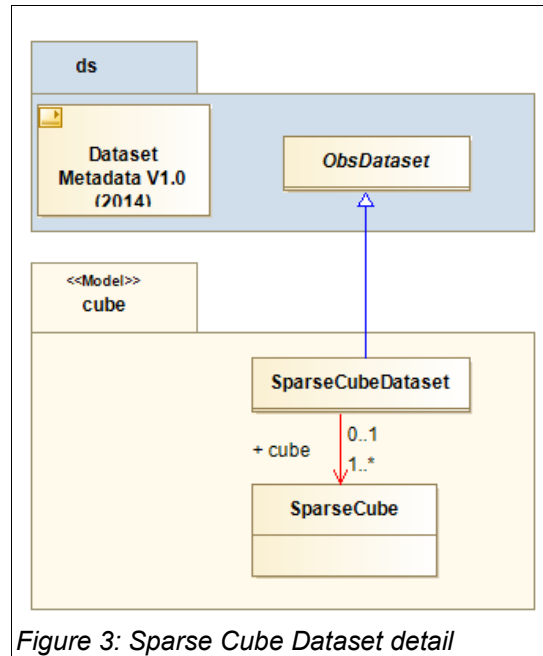 ds
Dataset
Metadata V1.0
(2014)
ObsDataset
<<Model>>
cube
SparseCubeDataset
+ cube
0..1
1..*
SparseCube
Figure 3: Sparse Cube Dataset detail